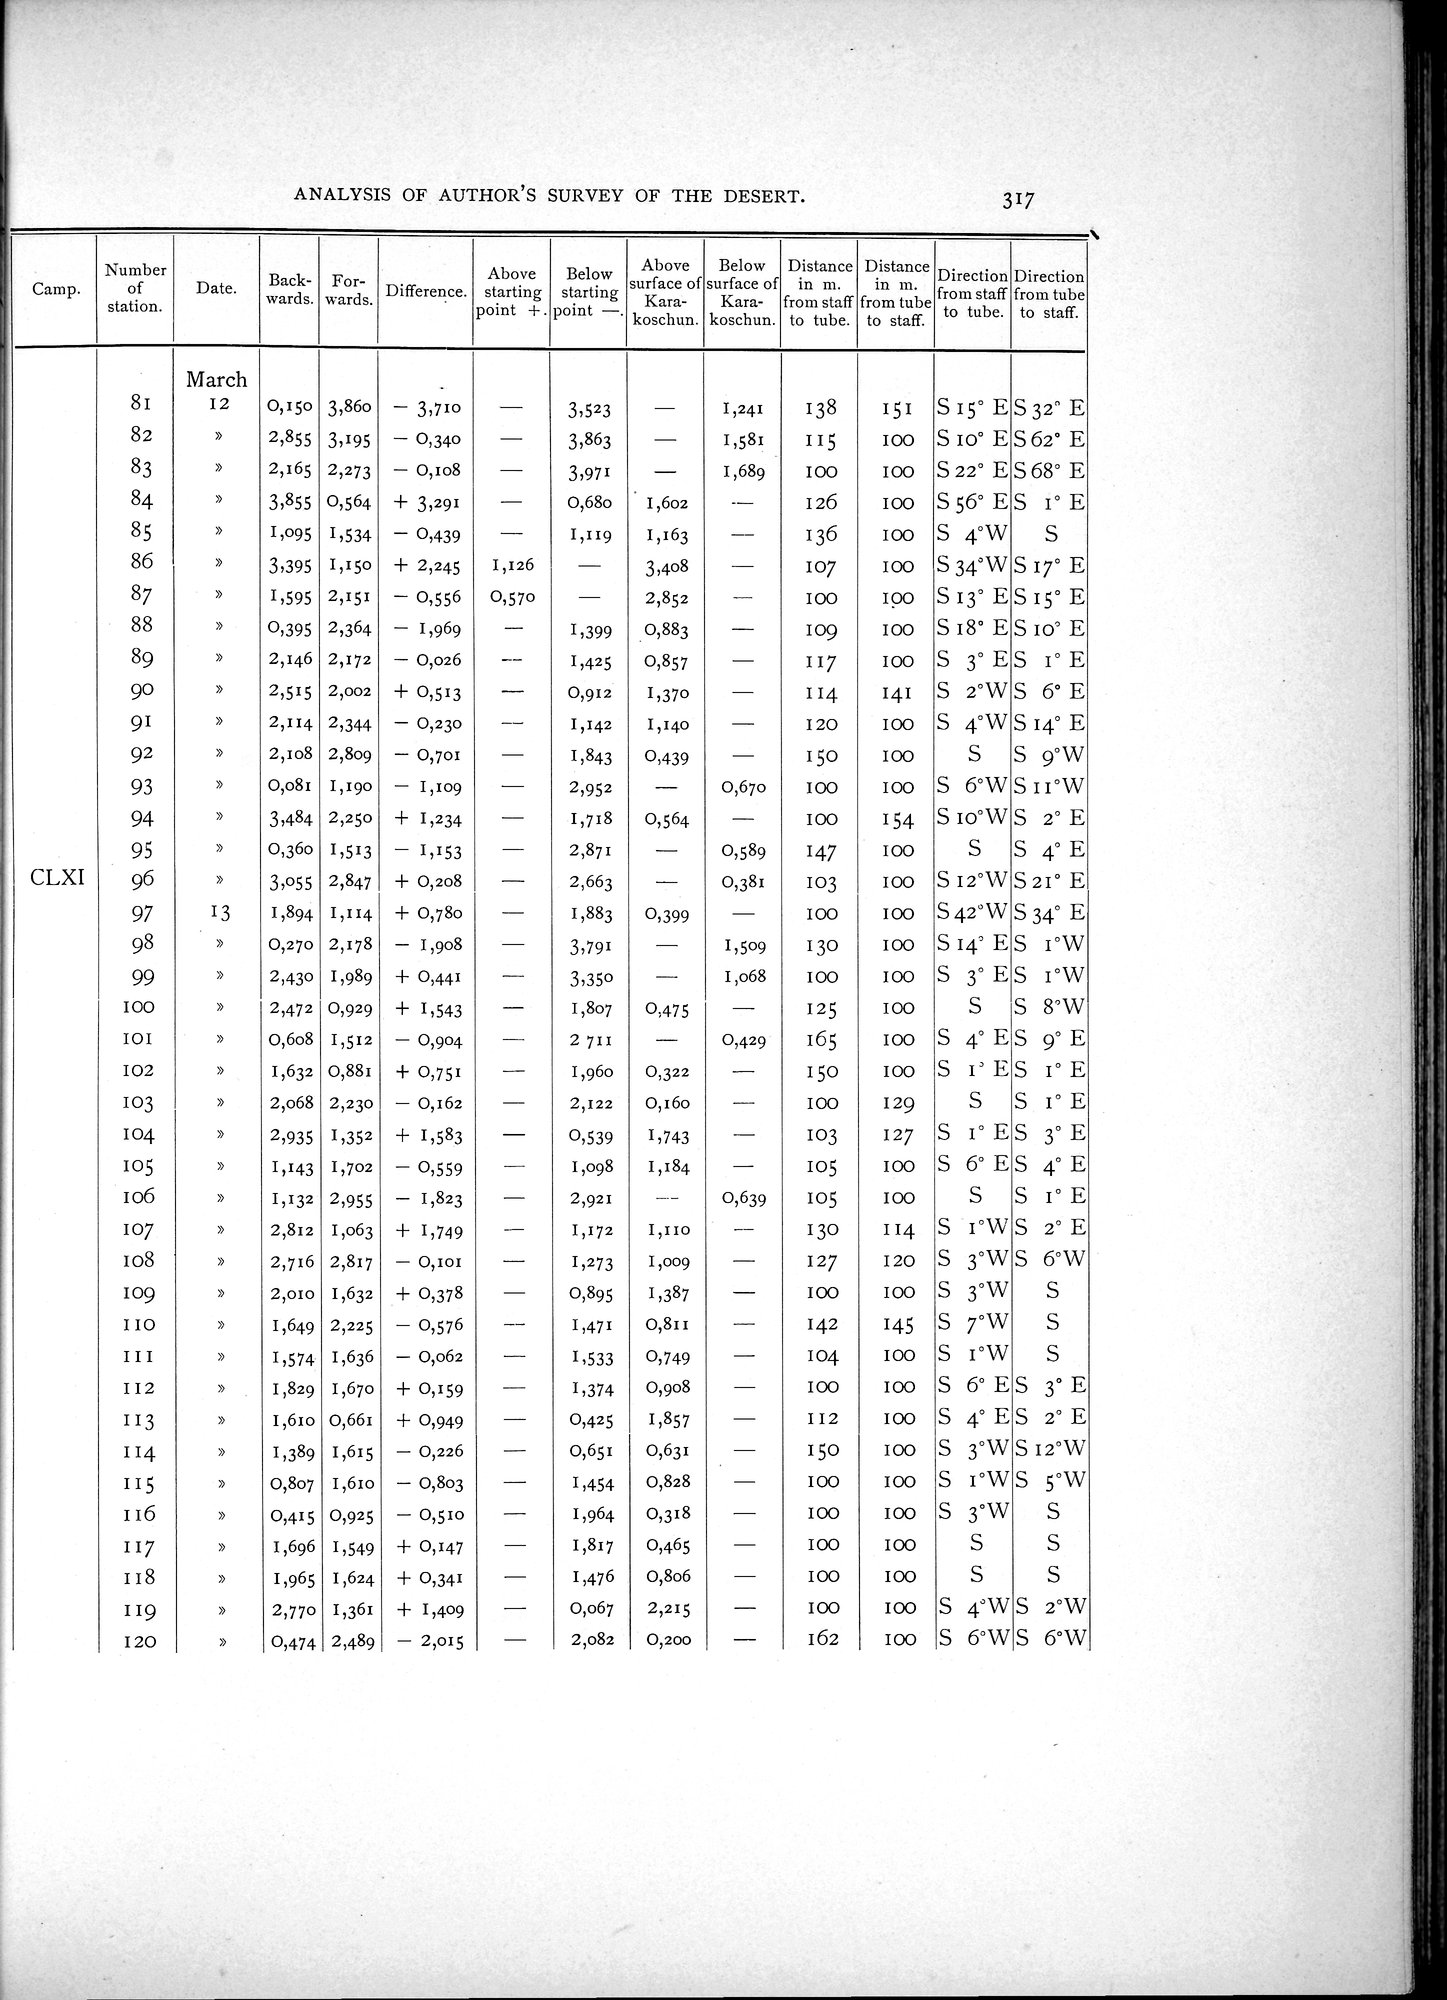 ANALYSIS OF AUTHOR'S SURVEY OF THE DESERT. 317
Camp. | Number of station. | Date. | Back-wards. | For-wards. | Difference. | Above starting point +. | Below starting point —. | Above surface of Kara-koschun. | Below surface of Kara-koschun. | Distance in m. from staff to tube. | Distance in m. from tube to staff. | Direction from staff to tube. | Direction from tube to staff.
March
81 12 0,150 3,860 — 3,710 — 3,523 — 1,241 138 151 S 15° E S 32° E
82 » 2,855 3,195 — 0,340 — 3,863 — 1,581 115 100 S 10° E S 62° E
83 » 2,165 2,273 — 0,108 — 3,971 — 1,689 100 100 S 22° E S 68° E
84 » 3,855 0,564 + 3,291 — 0,680 1,602 — 126 100 S 56° E S 1° E
85 » 1,095 1,534 — 0,439 — 1,119 1,163 — 136 100 S 4° W S
86 » 3,395 1,150 + 2,245 1,126 — 3,408 — 107 100 S 34° W S 17° E
87 » 1,595 2,151 — 0,556 0,570 — 2,852 — 100 100 S 13° E S 15° E
88 » 0,395 2,364 — 1,969 — 1,399 0,883 — 109 100 S 18° E S 10° E
89 » 2,146 2,172 — 0,026 — 1,425 0,857 — 117 100 S 3° E S 1° E
90 » 2,515 2,002 + 0,513 — 0,912 1,370 — 114 141 S 2° W S 6° E
91 » 2,114 2,344 — 0,230 — 1,142 1,140 — 120 100 S 4° W S 14° E
92 » 2,108 2,809 — 0,701 — 1,843 0,439 — 150 100 S S 9° W
93 » 0,081 1,190 — 1,109 — 2,952 — 0,670 100 100 S 6° W S 11° W
94 » 3,484 2,250 + 1,234 — 1,718 0,564 — 100 154 S 10° W S 2° E
95 » 0,360 1,513 — 1,153 — 2,871 — 0,589 147 100 S S 4° E
CLXI 96 » 3,055 2,847 + 0,208 — 2,663 — 0,381 103 100 S 12° W S 21° E
97 13 1,894 1,114 + 0,780 — 1,883 0,399 — 100 100 S 42° W S 34° E
98 » 0,270 2,178 — 1,908 — 3,791 — 1,509 130 100 S 14° E S 1° W
99 » 2,430 1,989 + 0,441 — 3,350 — 1,068 100 100 S 3° E S 1° W
100 » 2,472 0,929 + 1,543 — 1,807 0,475 — 125 100 S S 8° W
101 » 0,608 1,512 — 0,904 — 2 711 — 0,429 165 100 S 4° E S 9° E
102 » 1,632 0,881 + 0,751 — 1,960 0,322 — 150 100 S 1° E S 1° E
103 » 2,068 2,230 — 0,162 — 2,122 0,160 — 100 129 S S 1° E
104 » 2,935 1,352 + 1,583 — 0,539 1,743 — 103 127 S 1° E S 3° E
105 » 1,143 1,702 — 0,559 — 1,098 1,184 — 105 100 S 6° E S 4° E
106 » 1,132 2,955 — 1,823 — 2,921 — 0,639 105 100 S S 1° E
107 » 2,812 1,063 + 1,749 — 1,172 1,110 — 130 114 S 1° W S 2° E
108 » 2,716 2,817 — 0,101 — 1,273 1,009 — 127 120 S 3° W S 6° W
109 » 2,010 1,632 + 0,378 — 0,895 1,387 — 100 100 S 3° W S
110 » 1,649 2,225 — 0,576 — 1,471 0,811 — 142 145 S 7° W S
111 » 1,574 1,636 — 0,062 — 1,533 0,749 — 104 100 S 1° W S
112 » 1,829 1,670 + 0,159 — 1,374 0,908 — 100 100 S 6° E S 3° E
113 » 1,610 0,661 + 0,949 — 0,425 1,857 — 112 100 S 4° E S 2° E
114 » 1,389 1,615 — 0,226 — 0,651 0,631 — 150 100 S 3° W S 12° W
115 » 0,807 1,610 — 0,803 — 1,454 0,828 — 100 100 S 1° W S 5° W
116 » 0,415 0,925 — 0,510 — 1,964 0,318 — 100 100 S 3° W S
117 » 1,696 1,549 + 0,147 — 1,817 0,465 — 100 100 S S
118 » 1,965 1,624 + 0,341 — 1,476 0,806 — 100 100 S S
119 » 2,770 1,361 + 1,409 — 0,067 2,215 — 100 100 S 4° W S 2° W
120 » 0,474 2,489 — 2,015 — 2,082 0,200 — 162 100 S 6° W S 6° W